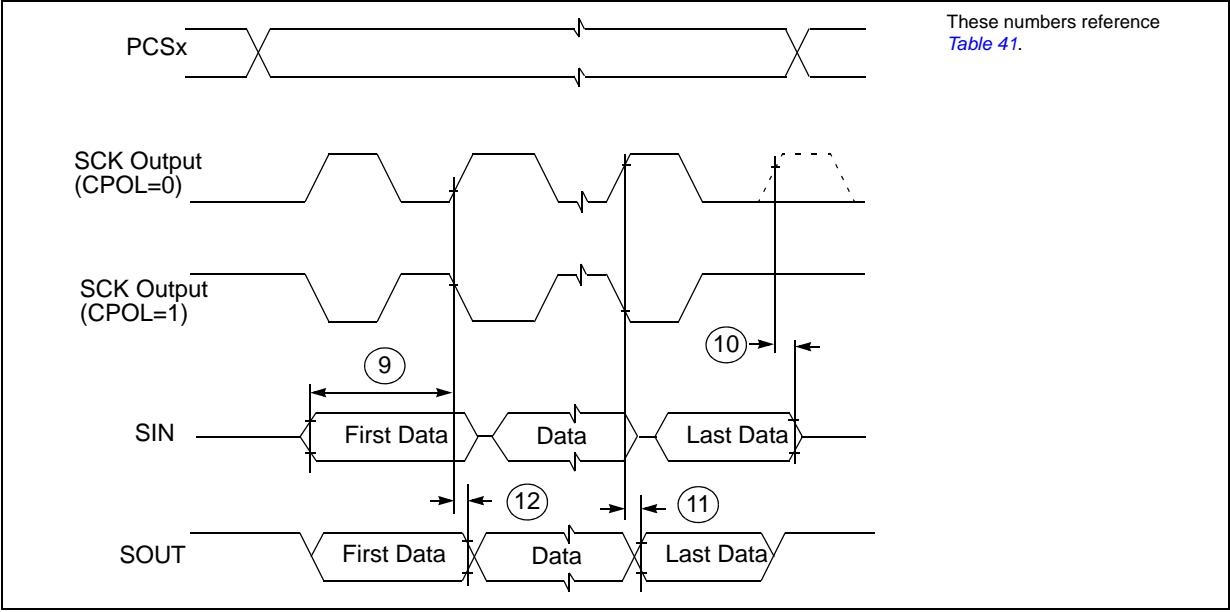 These numbers reference
Table 41.
PCSx
SCK Output
(CPOL=0)
SCK Output
(CPOL=1)
10
9
SIN
First Data
Data
Last Data
12
11
SOUT
First Data
Data
Last Data